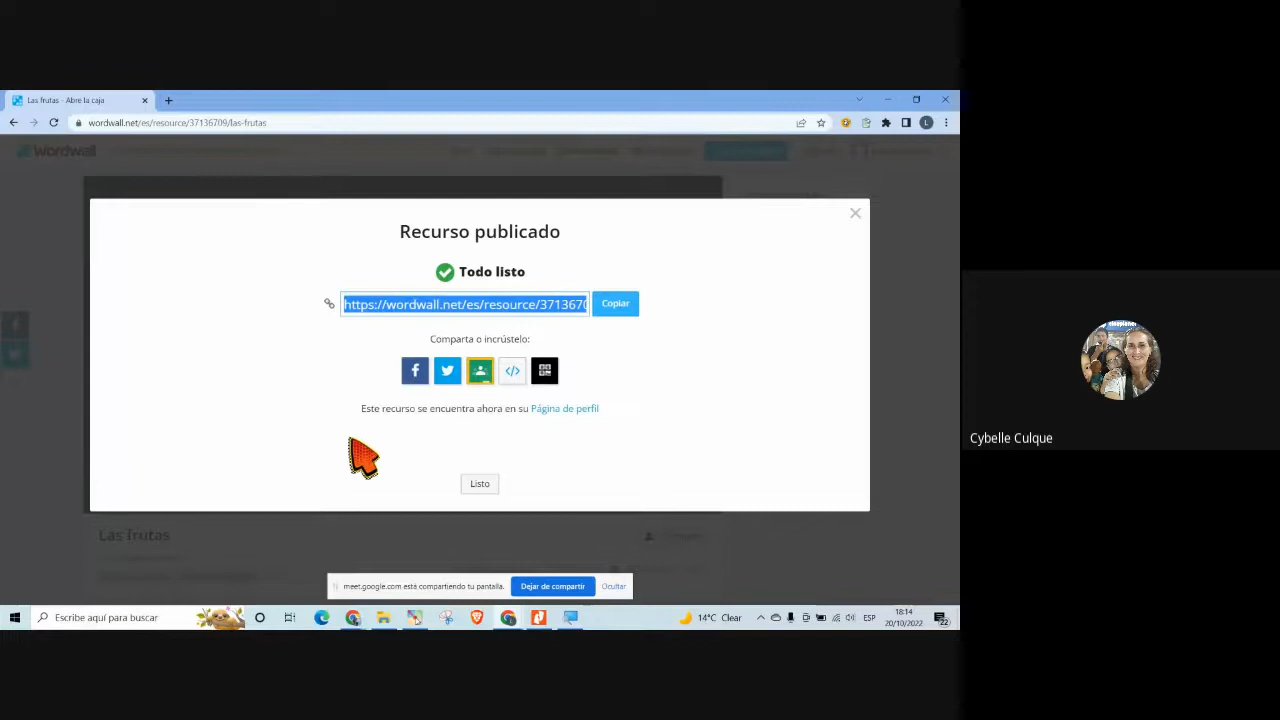 Las frutas - Abre la caja
wordwall.net/es/resource/37136709/las-frutas
L
Wordwall
Recurso publicado
Todo listo
https://wordwall.net/es/resource/3713670
Copiar
Comparta o incrústelo:
Este recurso se encuentra ahora en su Página de perfil
Listo
Las frutas
Cybelle Culque
meet.google.com está compartiendo tu pantalla.
Dejar de compartir
Ocultar
Escribe aquí para buscar
14°C Clear
ESP
18:14
20/10/2022
22